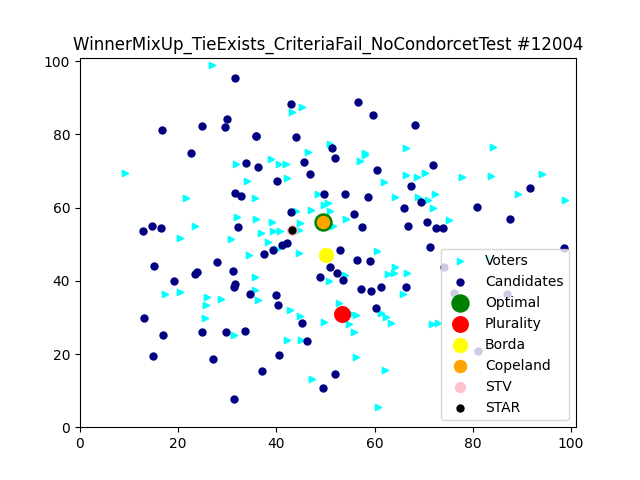 WinnerMixUp_TieExists_CriteriaFail_NoCondorcetTest #12004
100
80
60
40
20
0
0 20 40 60 80 100
Voters
Candidates
Optimal
Plurality
Borda
Copeland
STV
STAR